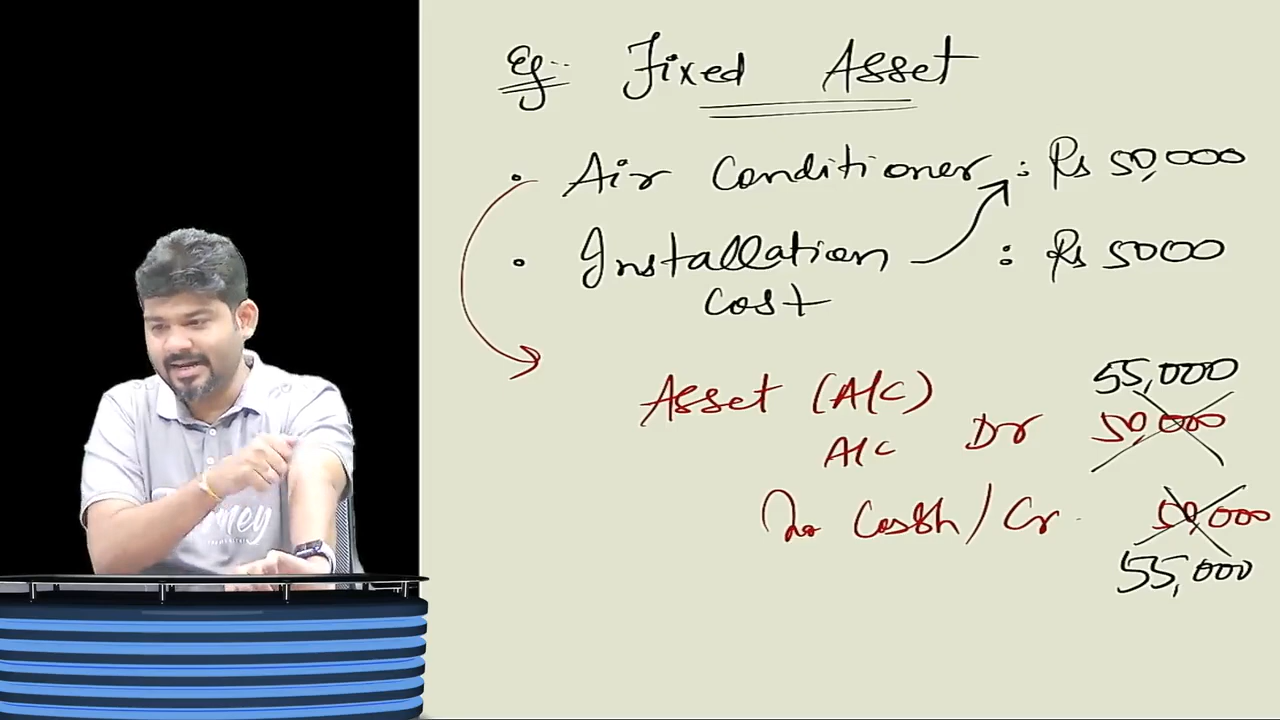 Eg:- Fixed Asset
• Air Conditioner : Rs 50,000
• Installation : Rs 5000
Cost
55,000
Asset (A/C)
A/C Dr 50,000
To Cash / Cr 50,000
55,000